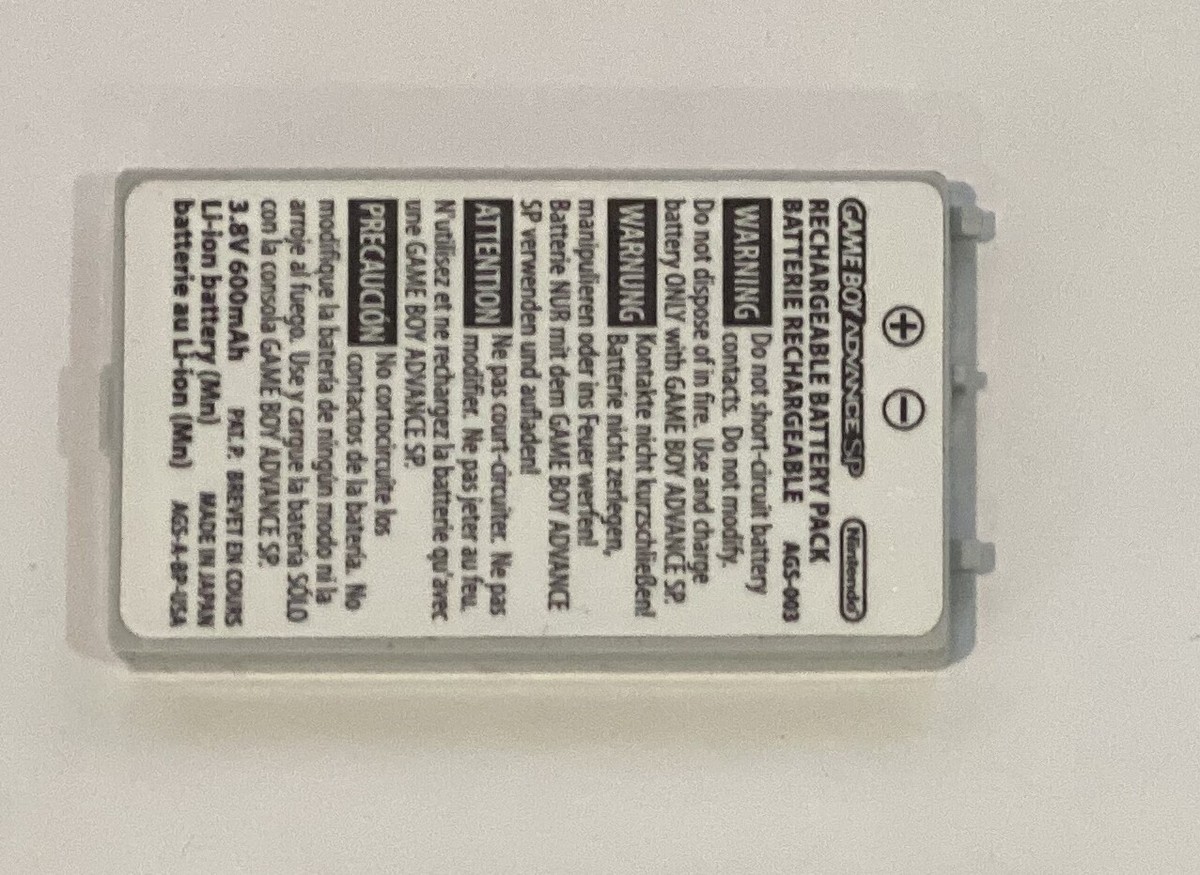 + −
GAME BOY ADVANCE SP Nintendo
RECHARGEABLE BATTERY PACK
BATTERIE RECHARGEABLE AGS-003
WARNING Do not short-circuit battery
contacts. Do not modify.
Do not dispose of in fire. Use and charge
battery ONLY with GAME BOY ADVANCE SP.
WARNUNG Kontakte nicht kurzschließen!
Batterie nicht zerlegen,
manipulieren oder ins Feuer werfen!
Batterie NUR mit dem GAME BOY ADVANCE
SP verwenden und aufladen!
ATTENTION Ne pas court-circuiter. Ne pas
modifier. Ne pas jeter au feu.
N'utilisez et ne rechargez la batterie qu'avec
une GAME BOY ADVANCE SP.
PRECAUCIÓN No cortocircuite los
contactos de la batería. No
modifique la batería de ningún modo ni la
arroje al fuego. Use y cargue la batería SÓLO
con la consola GAME BOY ADVANCE SP.
3.8V 600mAh PAT. P. BREVET EN COURS
Li-ion battery (Mn) MADE IN JAPAN
batterie au Li-ion (Mn) AGS-A-BP-USA